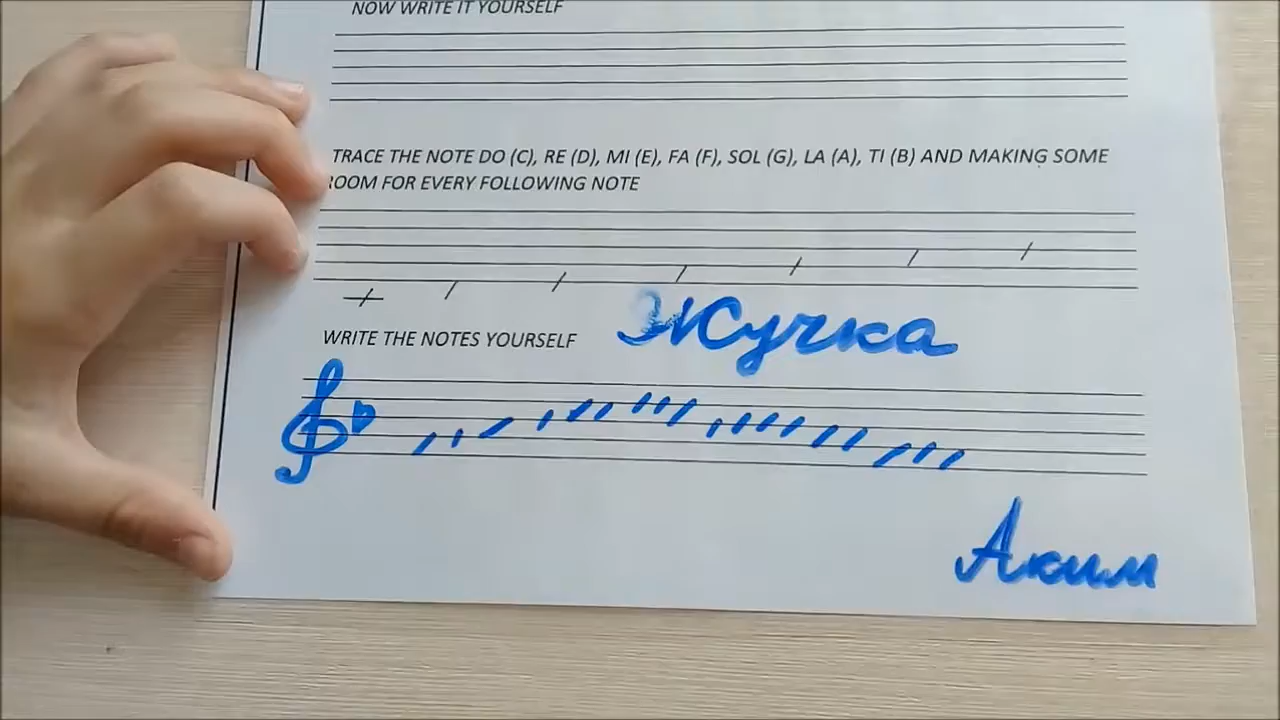 NOW WRITE IT YOURSELF
TRACE THE NOTE DO (C), RE (D), MI (E), FA (F), SOL (G), LA (A), TI (B) AND MAKING SOME
ROOM FOR EVERY FOLLOWING NOTE
WRITE THE NOTES YOURSELF
Жучка
Аким